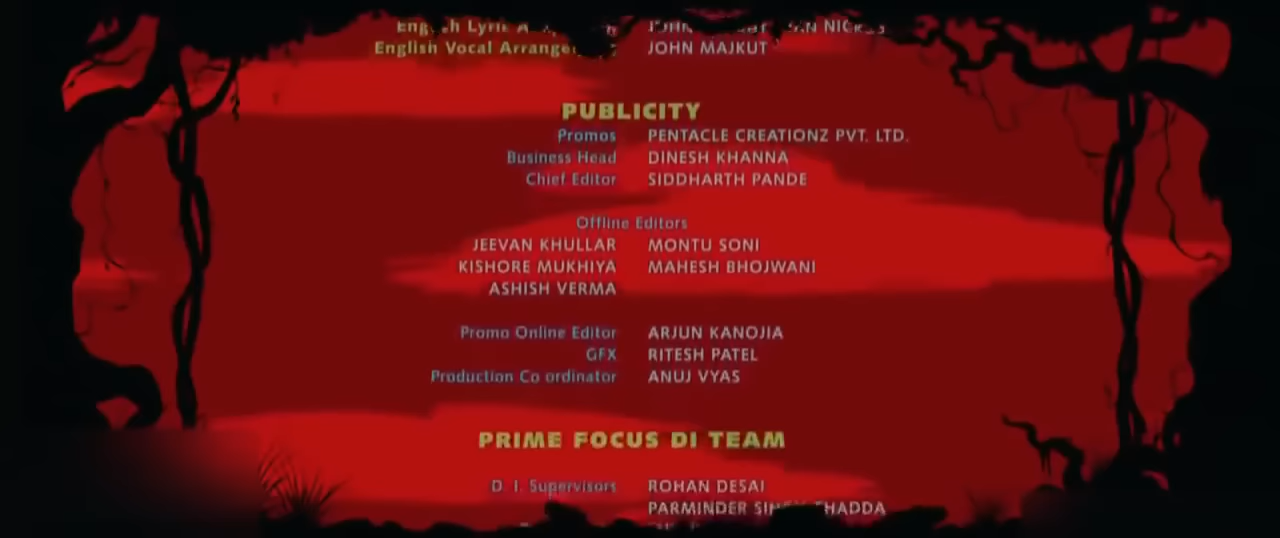 English Vocal JOHN MAJKUT
PUBLICITY
Promos PENTACLE CREATIONZ PVT. LTD.
Business Head DINESH KHANNA
Chief Editor SIDDHARTH PANDE
Offline Editors
JEEVAN KHULLAR MONTU SONI
KISHORE MUKHIYA MAHESH BHOJWANI
ASHISH VERMA
Promo Online Editor ARJUN KANOJIA
GFX RITESH PATEL
Production Co ordinator ANUJ VYAS
PRIME FOCUS DI TEAM
D. I. Supervisors ROHAN DESAI
PARMINDER